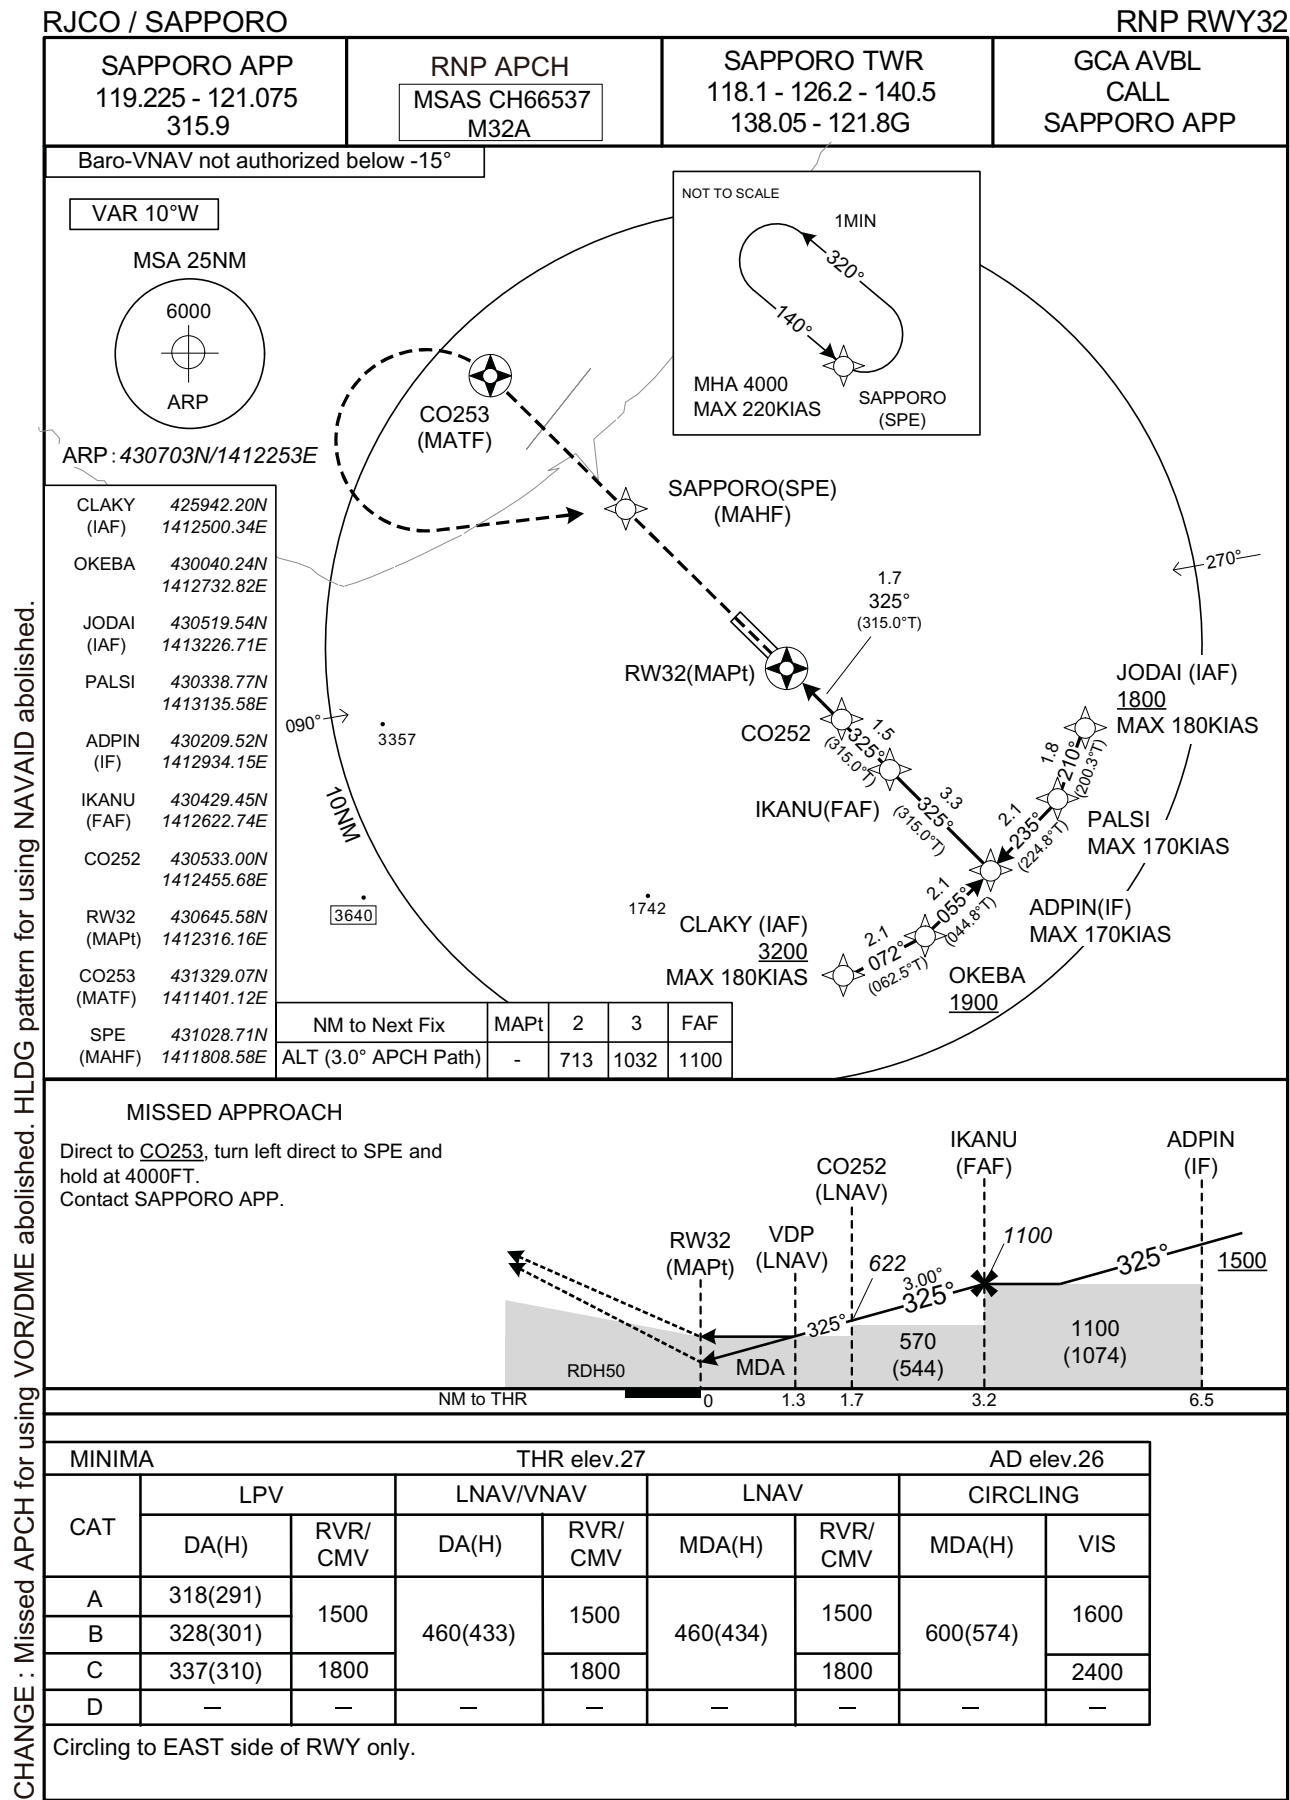 RJCO / SAPPORO
RNP RWY32
SAPPORO APP
119.225 - 121.075
315.9
RNP APCH
MSAS CH66537
M32A
SAPPORO TWR
118.1 - 126.2 - 140.5
138.05 - 121.8G
GCA AVBL
CALL
SAPPORO APP
Baro-VNAV not authorized below -15°
VAR 10°W
MSA 25NM
6000
ARP
ARP : 430703N/1412253E
NOT TO SCALE
1MIN
320°
140°
MHA 4000
MAX 220KIAS
SAPPORO
(SPE)
CO253
(MATF)
SAPPORO(SPE)
(MAHF)
270°
1.7
325°
(315.0°T)
RW32(MAPt)
JODAI (IAF)
1800
MAX 180KIAS
CO252
1.5
325°
(315.0°T)
1.8
210°
(200.3°T)
090°
3357
10NM
IKANU(FAF)
3.3
325°
(315.0°T)
2.1
235°
(224.8°T)
PALSI
MAX 170KIAS
3640
1742
2.1
055°
(044.8°T)
ADPIN(IF)
MAX 170KIAS
CLAKY (IAF)
3200
MAX 180KIAS
2.1
072°
(062.5°T)
OKEBA
1900
CLAKY 425942.20N
(IAF) 1412500.34E
OKEBA 430040.24N
1412732.82E
JODAI 430519.54N
(IAF) 1413226.71E
PALSI 430338.77N
1413135.58E
ADPIN 430209.52N
(IF) 1412934.15E
IKANU 430429.45N
(FAF) 1412622.74E
CO252 430533.00N
1412455.68E
RW32 430645.58N
(MAPt) 1412316.16E
CO253 431329.07N
(MATF) 1411401.12E
SPE 431028.71N
(MAHF) 1411808.58E
NM to Next Fix MAPt 2 3 FAF
ALT (3.0° APCH Path) - 713 1032 1100
MISSED APPROACH
Direct to CO253, turn left direct to SPE and
hold at 4000FT.
Contact SAPPORO APP.
IKANU
(FAF)
ADPIN
(IF)
CO252
(LNAV)
RW32
(MAPt)
VDP
(LNAV)
622
1100
3.00°
325°
325°
325°
1500
RDH50
MDA
570
(544)
1100
(1074)
NM to THR 0 1.3 1.7 3.2 6.5
MINIMA THR elev.27 AD elev.26
CAT LPV LNAV/VNAV LNAV CIRCLING
DA(H) RVR/ CMV DA(H) RVR/ CMV MDA(H) RVR/ CMV MDA(H) VIS
A 318(291) 1500 460(433) 1500 460(434) 1500 600(574) 1600
B 328(301)
C 337(310) 1800 1800 1800 2400
D — — — — — — — —
Circling to EAST side of RWY only.
CHANGE : Missed APCH for using VOR/DME abolished. HLDG pattern for using NAVAID abolished.